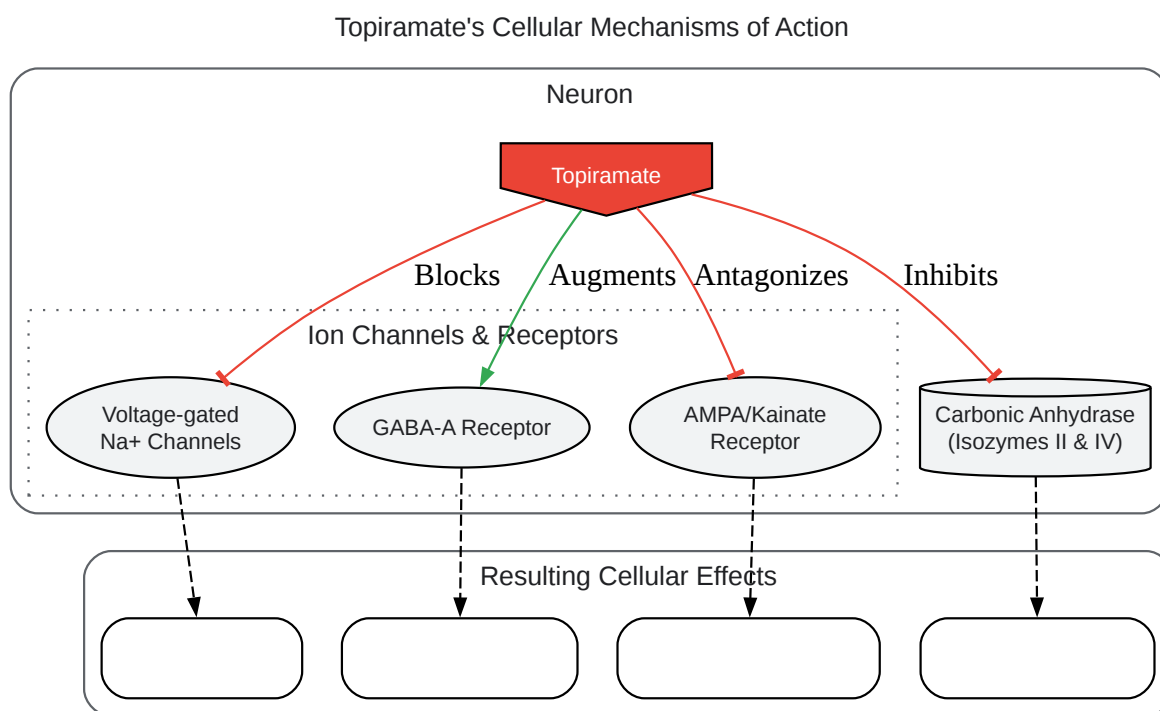 Topiramate's Cellular Mechanisms of Action
Neuron
Topiramate
Blocks
Augments
Antagonizes
Inhibits
Ion Channels & Receptors
Voltage-gated
Na+ Channels
GABA-A Receptor
AMPA/Kainate
Receptor
Carbonic Anhydrase
(Isozymes II & IV)
Resulting Cellular Effects